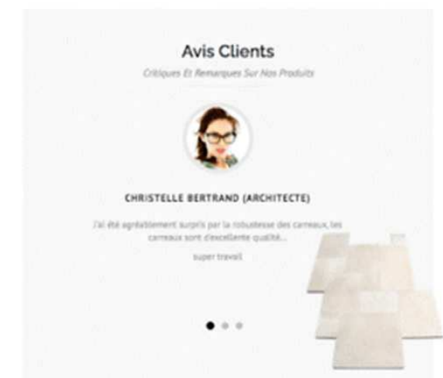 Avis Clients
Critiques Et Remarques Sur Nos Produits
CHRISTELLE BERTRAND (ARCHITECTE)
J'ai été agréablement surpris par la robustesse des carreaux, les
carreaux sont d'excellente qualité...
super travail